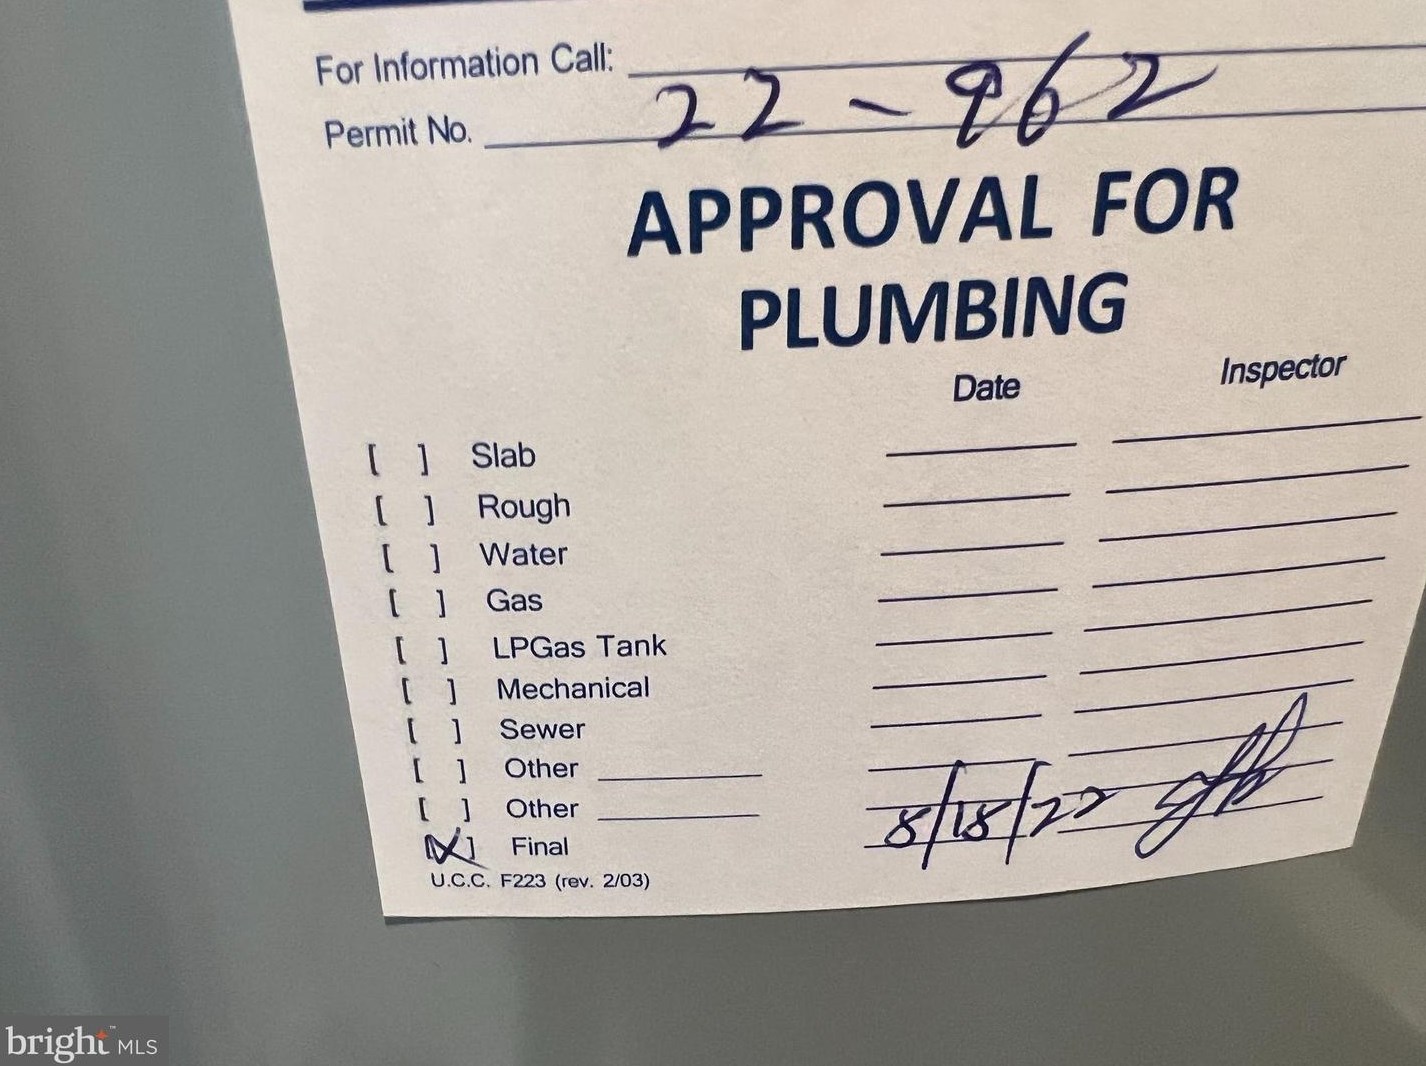 For Information Call:
Permit No. 22-962
APPROVAL FOR
PLUMBING
Date Inspector
[ ] Slab
[ ] Rough
[ ] Water
[ ] Gas
[ ] LPGas Tank
[ ] Mechanical
[ ] Sewer
[ ] Other
[ ] Other
[X] Final 8/18/22
U.C.C. F223 (rev. 2/03)
bright™ MLS